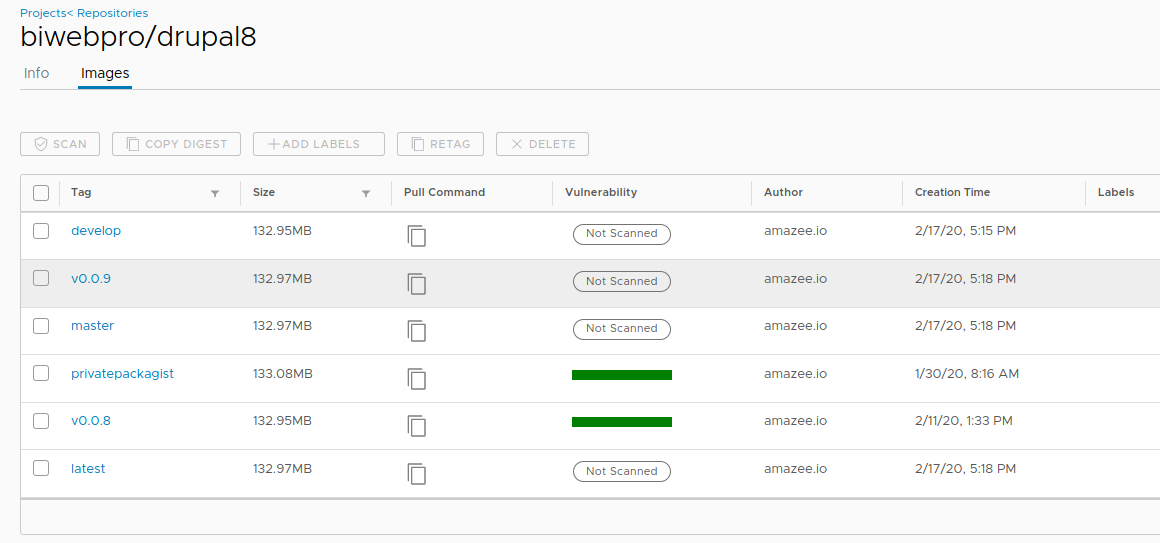 Projects< Repositories
biwebpro/drupal8
Info Images
SCAN COPY DIGEST +ADD LABELS RETAG × DELETE
Tag Size Pull Command Vulnerability Author Creation Time Labels
develop 132.95MB Not Scanned amazee.io 2/17/20, 5:15 PM
v0.0.9 132.97MB Not Scanned amazee.io 2/17/20, 5:18 PM
master 132.97MB Not Scanned amazee.io 2/17/20, 5:18 PM
privatepackagist 133.08MB amazee.io 1/30/20, 8:16 AM
v0.0.8 132.95MB amazee.io 2/11/20, 1:33 PM
latest 132.97MB Not Scanned amazee.io 2/17/20, 5:18 PM